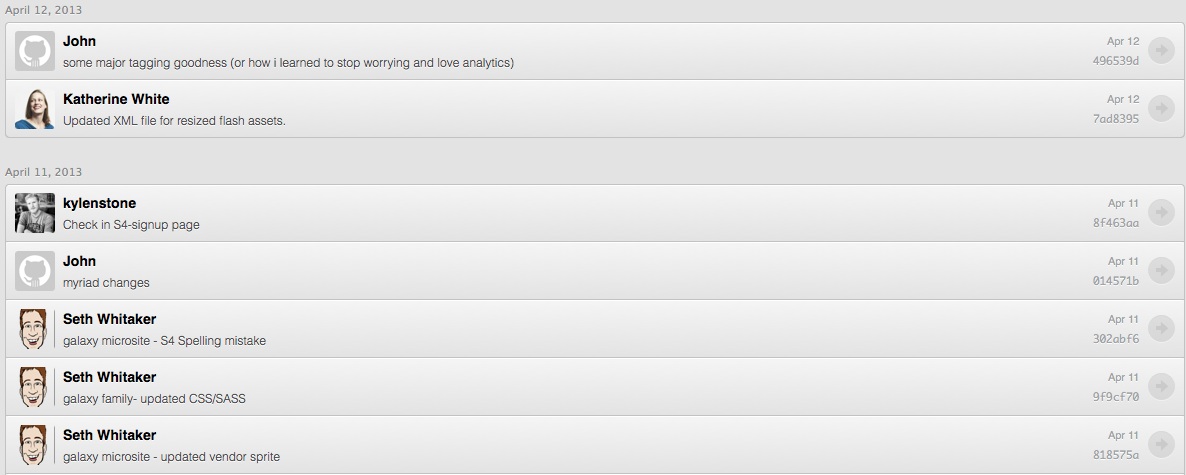 April 12, 2013
John
some major tagging goodness (or how i learned to stop worrying and love analytics)
Apr 12
496539d
Katherine White
Updated XML file for resized flash assets.
Apr 12
7ad8395
April 11, 2013
kylenstone
Check in S4-signup page
Apr 11
8f463aa
John
myriad changes
Apr 11
014571b
Seth Whitaker
galaxy microsite - S4 Spelling mistake
Apr 11
302abf6
Seth Whitaker
galaxy family- updated CSS/SASS
Apr 11
9f9cf70
Seth Whitaker
galaxy microsite - updated vendor sprite
Apr 11
818575a